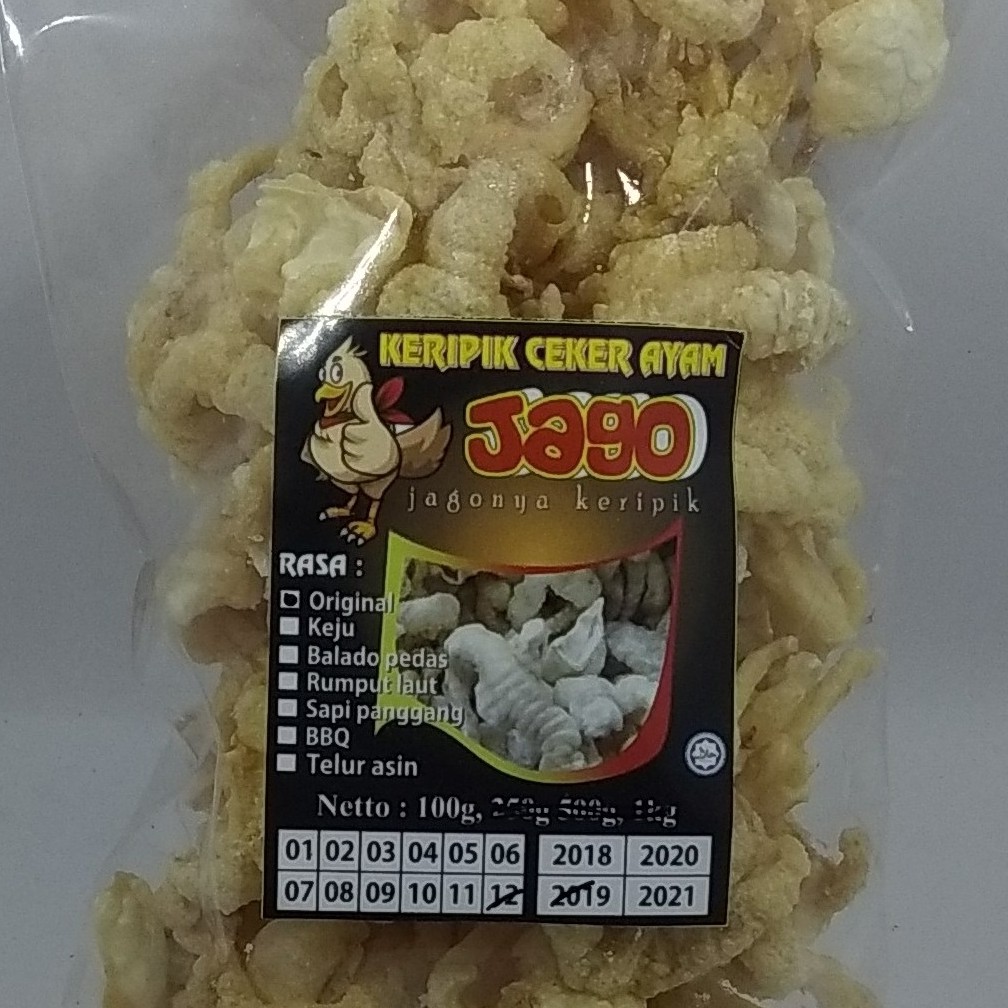 KERIPIK CEKER AYAM
Jago
jagonya keripik
RASA :
Original
Keju
Balado pedas
Rumput laut
Sapi panggang
BBQ
Telur asin
Netto : 100g, 250g 500g, 1kg
01 02 03 04 05 06 2018 2020
07 08 09 10 11 12 2019 2021